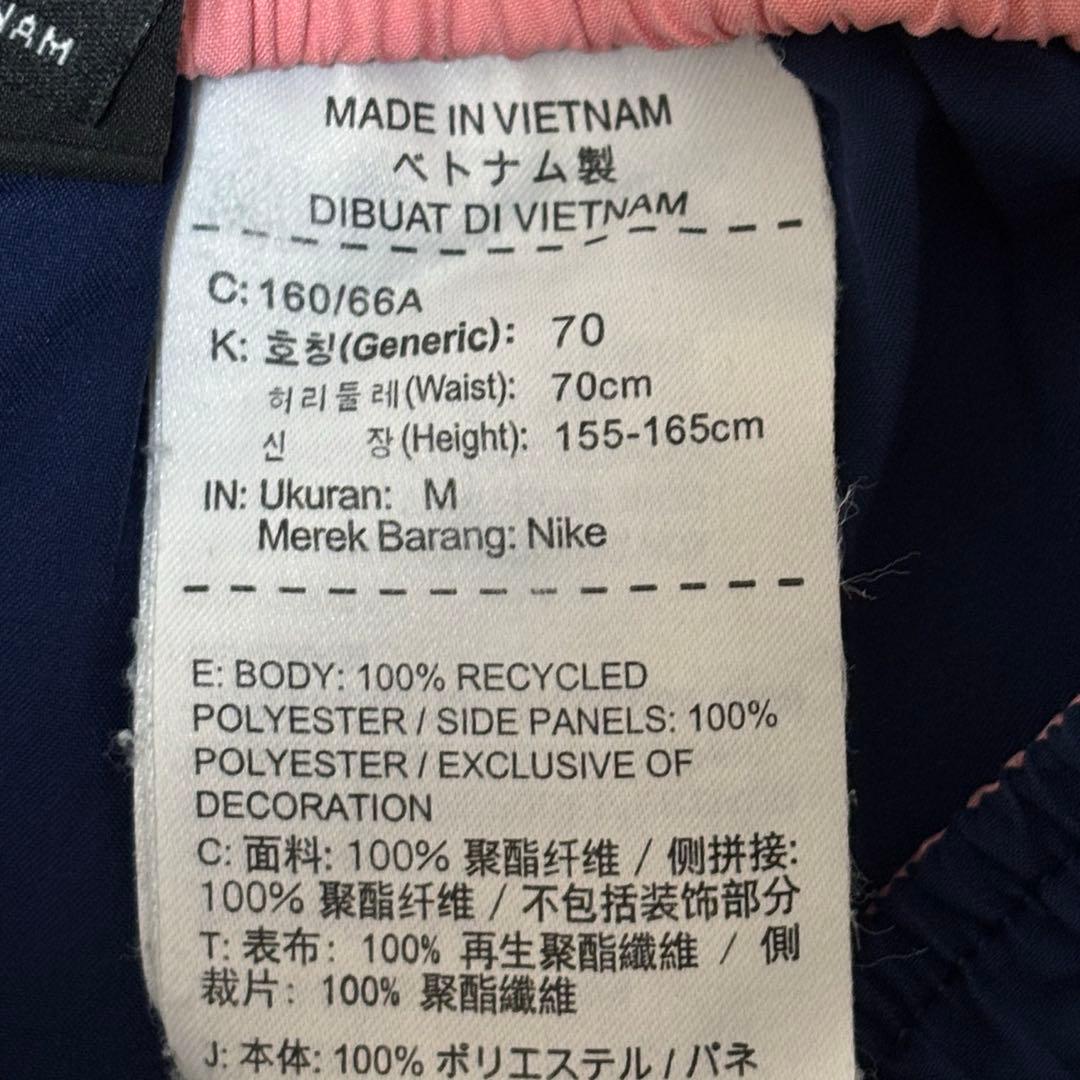 NAM
MADE IN VIETNAM
ベトナム製
DIBUAT DI VIETNAM
C: 160/66A
K: 호칭(Generic): 70
허리둘레(Waist): 70cm
신 장(Height): 155-165cm
IN: Ukuran: M
Merek Barang: Nike
E: BODY: 100% RECYCLED
POLYESTER / SIDE PANELS: 100%
POLYESTER / EXCLUSIVE OF
DECORATION
C: 面料: 100% 聚酯纤维 / 侧拼接:
100% 聚酯纤维 / 不包括装饰部分
T: 表布: 100% 再生聚酯纖維 / 側
裁片: 100% 聚酯纖維
J: 本体: 100% ポリエステル / パネ